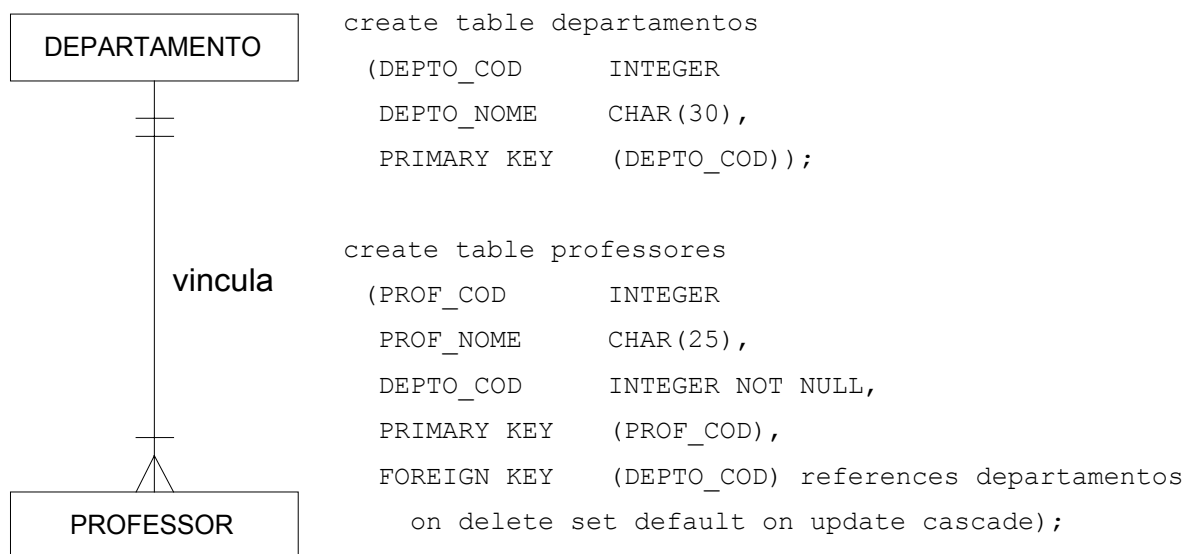 DEPARTAMENTO
vincula
PROFESSOR
create table departamentos
(DEPTO_COD INTEGER
DEPTO_NOME CHAR(30),
PRIMARY KEY (DEPTO_COD));
create table professores
(PROF_COD INTEGER
PROF_NOME CHAR(25),
DEPTO_COD INTEGER NOT NULL,
PRIMARY KEY (PROF_COD),
FOREIGN KEY (DEPTO_COD) references departamentos
on delete set default on update cascade);